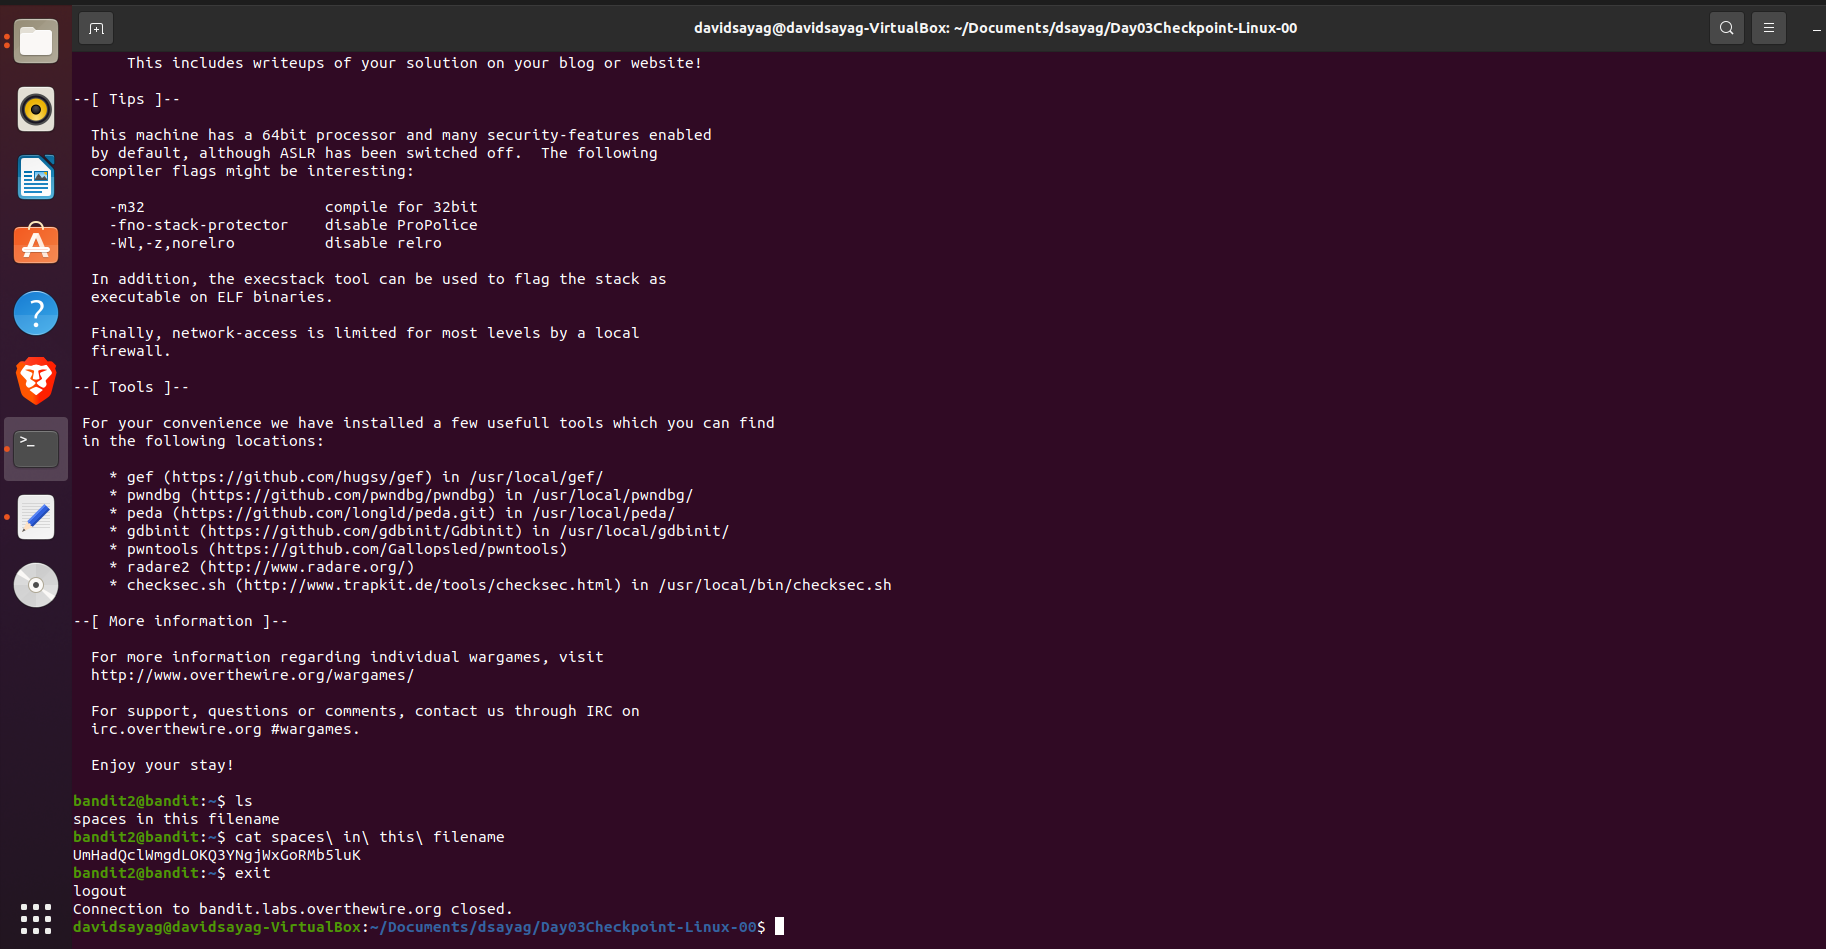 davidsayag@davidsayag-VirtualBox: ~/Documents/dsayag/Day03Checkpoint-Linux-00
This includes writeups of your solution on your blog or website!
--[ Tips ]--
This machine has a 64bit processor and many security-features enabled
by default, although ASLR has been switched off.  The following
compiler flags might be interesting:
-m32                    compile for 32bit
-fno-stack-protector    disable ProPolice
-Wl,-z,norelro          disable relro
In addition, the execstack tool can be used to flag the stack as
executable on ELF binaries.
Finally, network-access is limited for most levels by a local
firewall.
--[ Tools ]--
For your convenience we have installed a few usefull tools which you can find
in the following locations:
* gef (https://github.com/hugsy/gef) in /usr/local/gef/
* pwndbg (https://github.com/pwndbg/pwndbg) in /usr/local/pwndbg/
* peda (https://github.com/longld/peda.git) in /usr/local/peda/
* gdbinit (https://github.com/gdbinit/Gdbinit) in /usr/local/gdbinit/
* pwntools (https://github.com/Gallopsled/pwntools)
* radare2 (http://www.radare.org/)
* checksec.sh (http://www.trapkit.de/tools/checksec.html) in /usr/local/bin/checksec.sh
--[ More information ]--
For more information regarding individual wargames, visit
http://www.overthewire.org/wargames/
For support, questions or comments, contact us through IRC on
irc.overthewire.org #wargames.
Enjoy your stay!
bandit2@bandit:~$ ls
spaces in this filename
bandit2@bandit:~$ cat spaces\ in\ this\ filename
UmHadQclWmgdLOKQ3YNgjWxGoRMb5luK
bandit2@bandit:~$ exit
logout
Connection to bandit.labs.overthewire.org closed.
davidsayag@davidsayag-VirtualBox:~/Documents/dsayag/Day03Checkpoint-Linux-00$